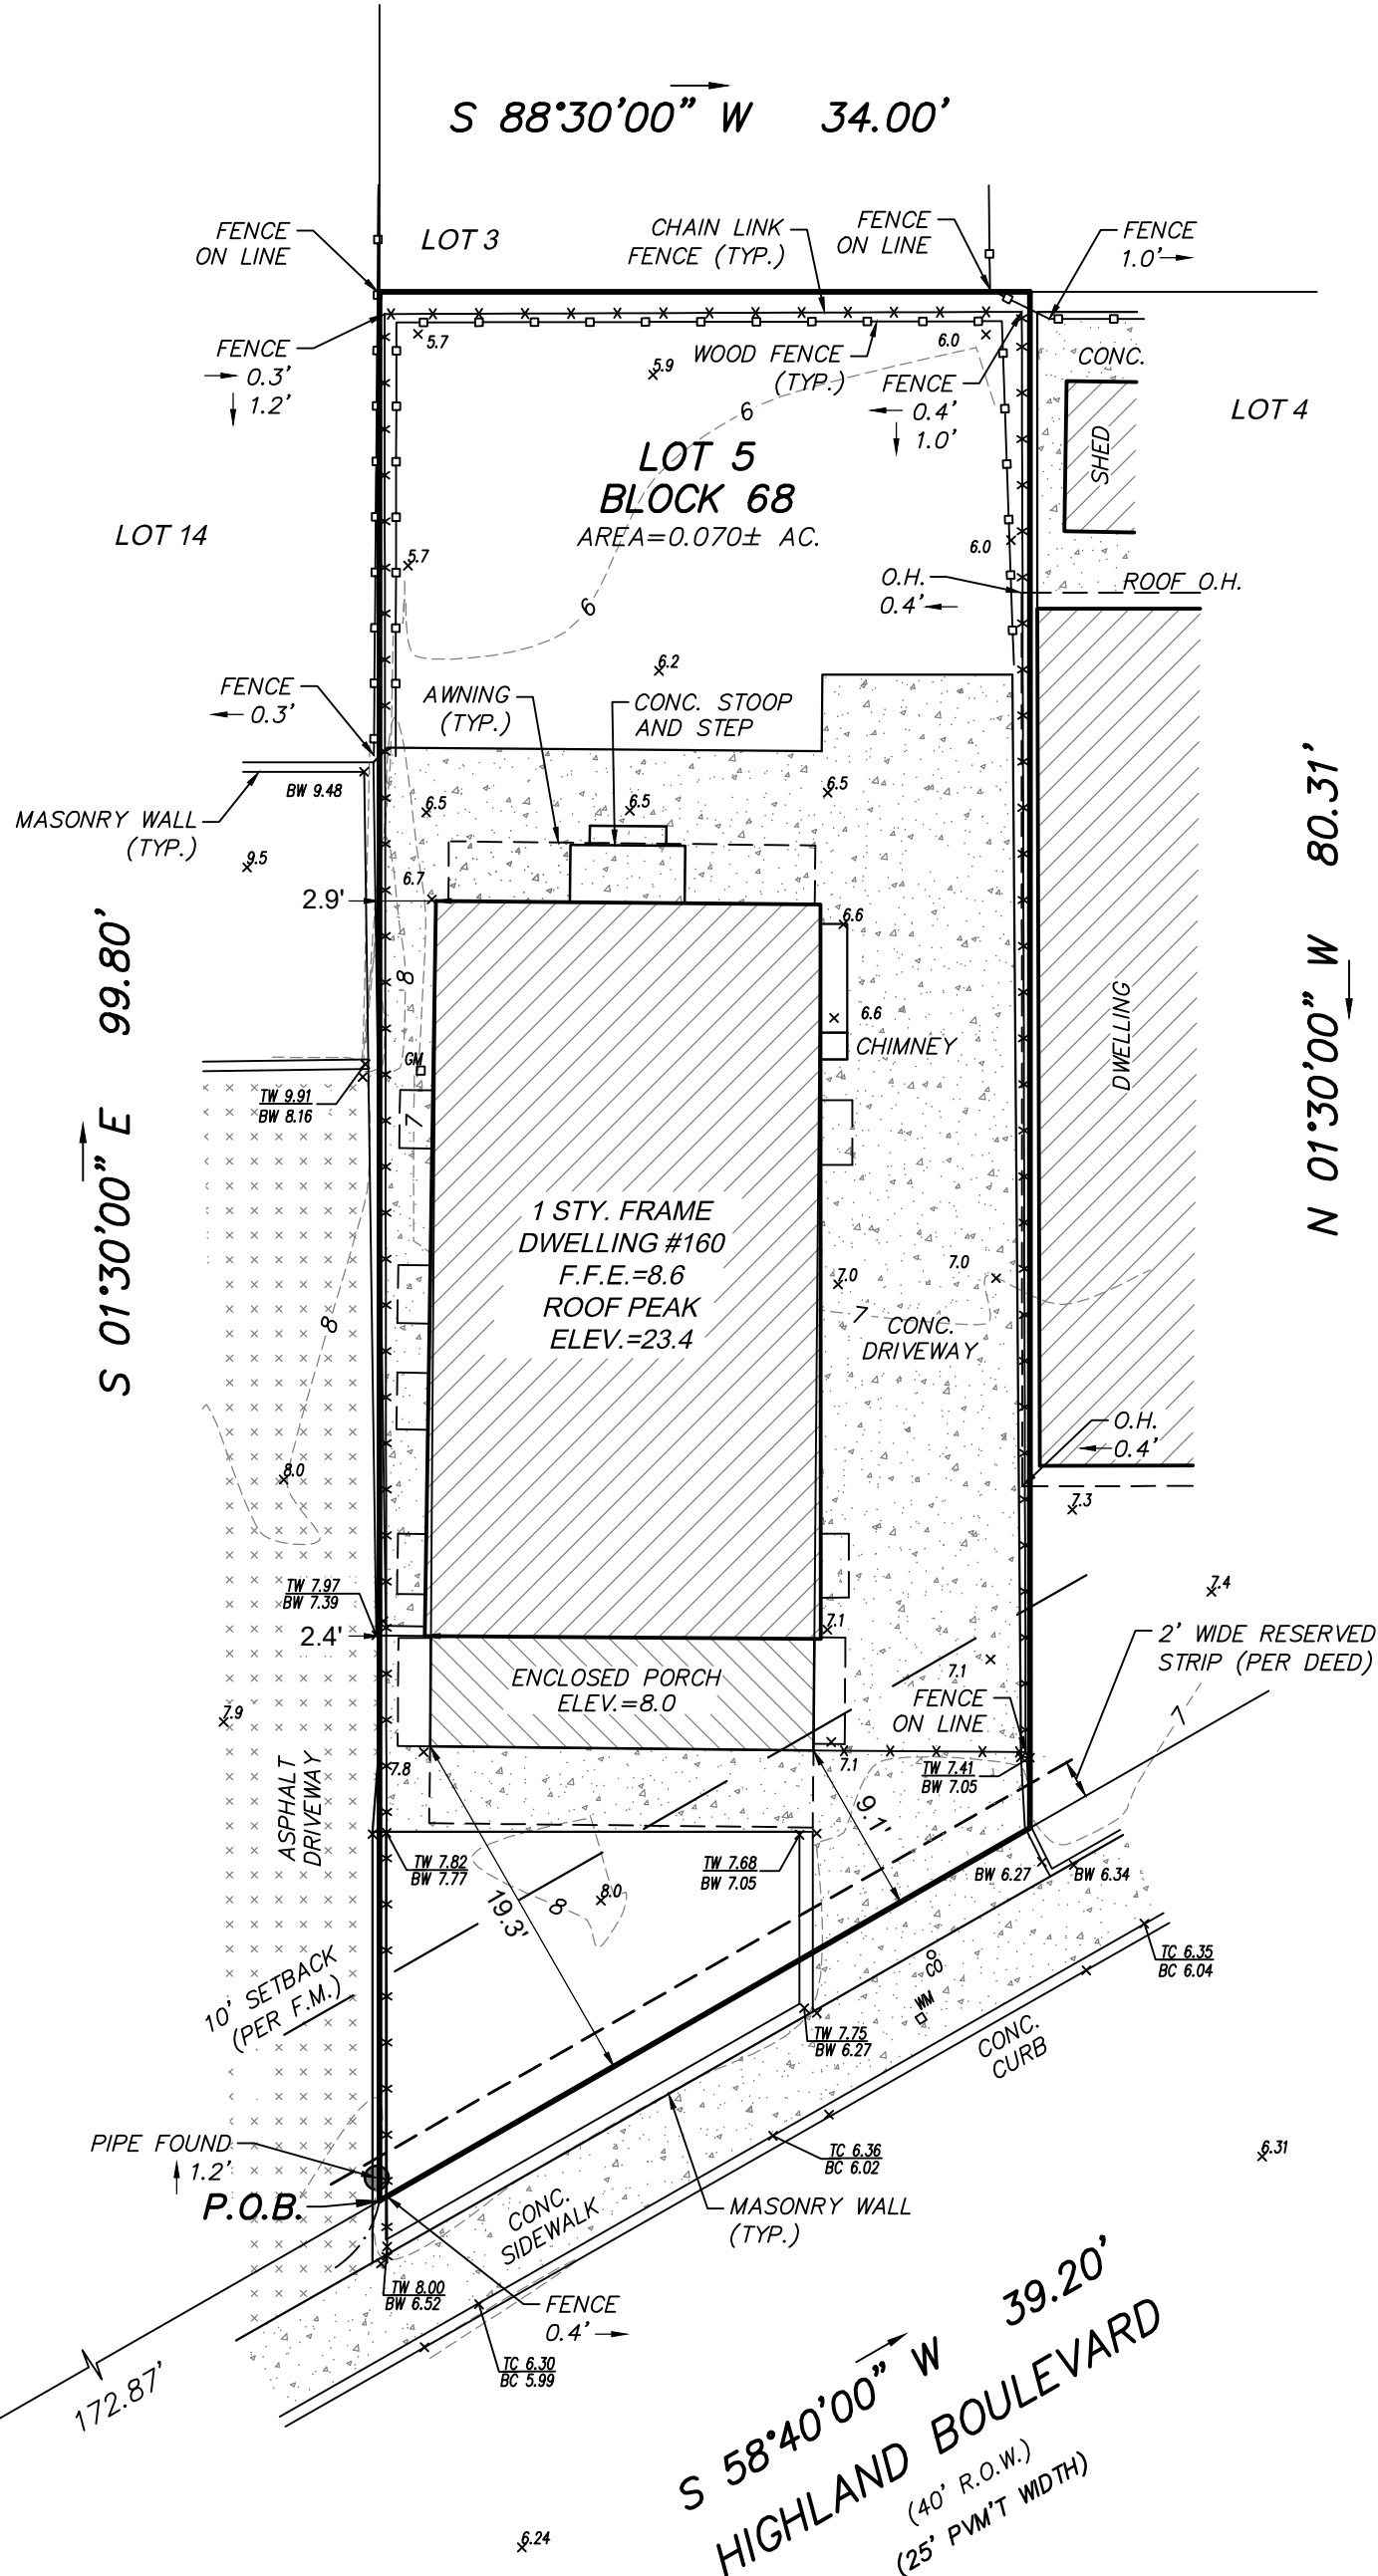 S 88°30'00" W 34.00'
FENCE
ON LINE
LOT 3
CHAIN LINK
FENCE (TYP.)
FENCE
ON LINE
FENCE
1.0'
FENCE
0.3'
1.2'
5.7
5.9
WOOD FENCE
(TYP.)
6.0
FENCE
0.4'
1.0'
CONC.
SHED
LOT 4
6
LOT 5
BLOCK 68
AREA=0.070± AC.
LOT 14
5.7
6
6.0
O.H.
0.4'
ROOF O.H.
6.2
FENCE
0.3'
AWNING
(TYP.)
CONC. STOOP
AND STEP
BW 9.48
MASONRY WALL
(TYP.)
6.5
6.5
6.5
9.5
6.7
2.9'
6.6
6.6
CHIMNEY
8
GM
7
TW 9.91
BW 8.16
DWELLING
S 01°30'00" E 99.80'
N 01°30'00" W 80.31'
1 STY. FRAME
DWELLING #160
F.F.E.=8.6
ROOF PEAK
ELEV.=23.4
7.0
7.0
7
CONC.
DRIVEWAY
8
8.0
O.H.
0.4'
7.3
7.4
TW 7.97
BW 7.39
2.4'
7.1
2' WIDE RESERVED
STRIP (PER DEED)
ENCLOSED PORCH
ELEV.=8.0
7.1
FENCE
ON LINE
7.9
7
7.8
7.1
TW 7.41
BW 7.05
ASPHALT
DRIVEWAY
9.1'
TW 7.82
BW 7.77
TW 7.68
BW 7.05
BW 6.27
BW 6.34
19.3'
8
8.0
10' SETBACK
(PER F.M.)
CO
WM
TC 6.35
BC 6.04
TW 7.75
BW 6.27
CONC.
CURB
PIPE FOUND
1.2'
P.O.B.
TC 6.36
BC 6.02
6.31
CONC.
SIDEWALK
MASONRY WALL
(TYP.)
TW 8.00
BW 6.52
FENCE
0.4'
TC 6.30
BC 5.99
172.87'
S 58°40'00" W 39.20'
HIGHLAND BOULEVARD
(40' R.O.W.)
(25' PVM'T WIDTH)
6.24